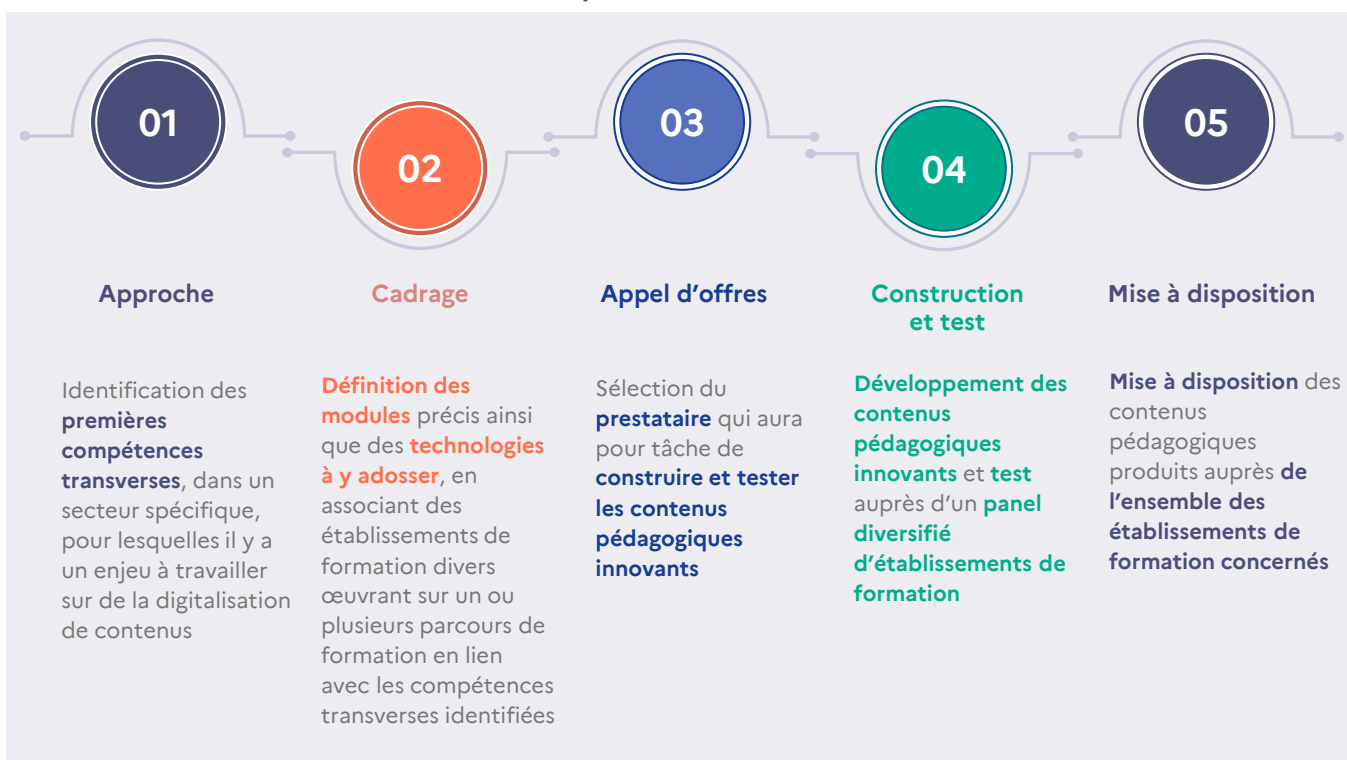 01
Approche
Identification des
premières
compétences
transverses, dans un
secteur spécifique,
pour lesquelles il y a
un enjeu à travailler
sur de la digitalisation
de contenus
02
Cadrage
Définition des
modules précis ainsi
que des technologies
à y adosser, en
associant des
établissements de
formation divers
œuvrant sur un ou
plusieurs parcours de
formation en lien
avec les compétences
transverses identifiées
03
Appel d’offres
Sélection du
prestataire qui aura
pour tâche de
construire et tester
les contenus
pédagogiques
innovants
04
Construction
et test
Développement des
contenus
pédagogiques
innovants et test
auprès d’un panel
diversifié
d’établissements de
formation
05
Mise à disposition
Mise à disposition des
contenus
pédagogiques
produits auprès de
l’ensemble des
établissements de
formation concernés